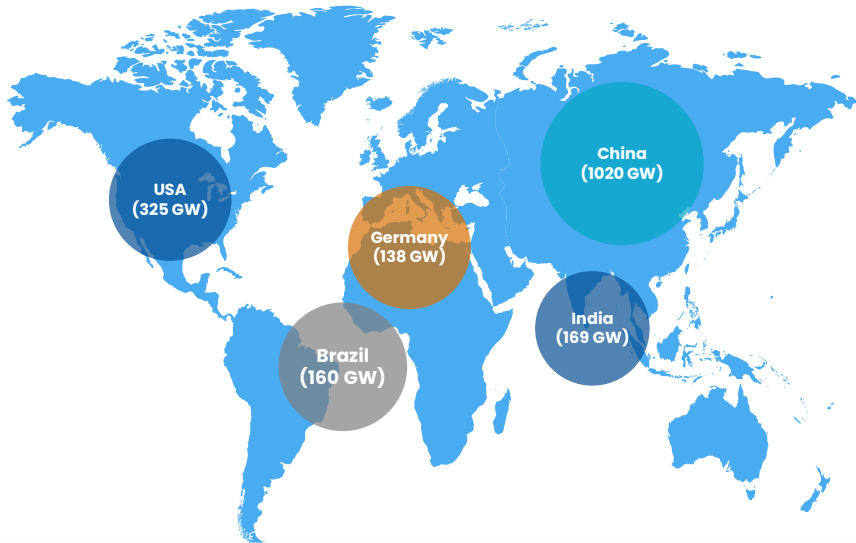 China
(1020 GW)
USA
(325 GW)
Germany
(138 GW)
India
(169 GW)
Brazil
(160 GW)